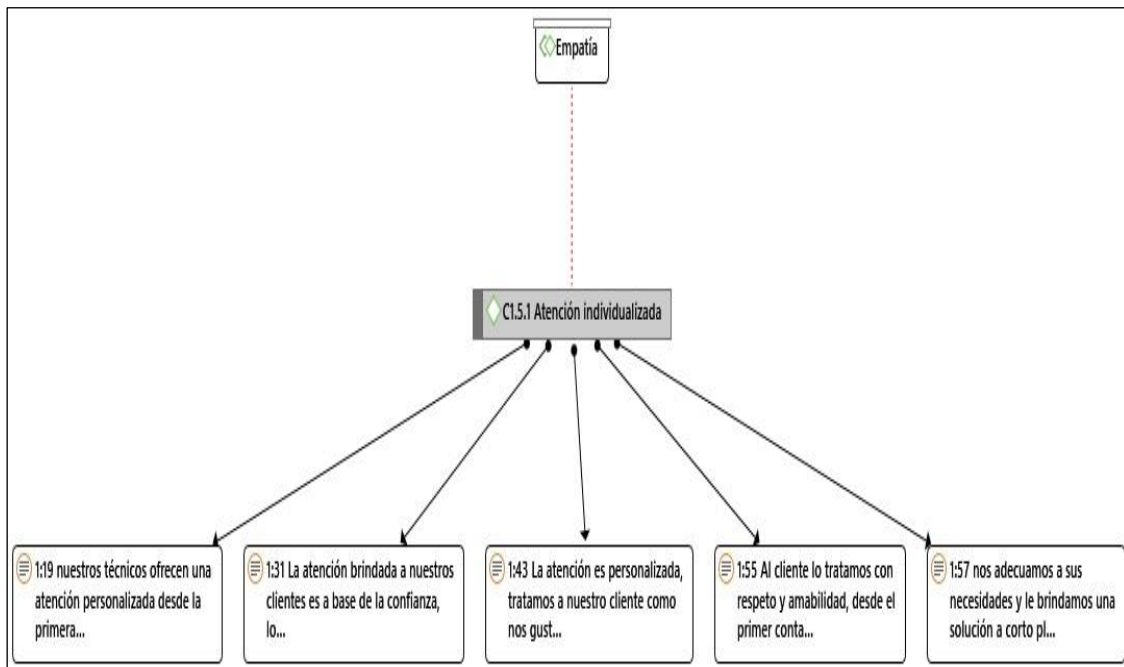 Empatía
C1.5.1 Atención individualizada
1:19 nuestros técnicos ofrecen una
atención personalizada desde la
primera...
1:31 La atención brindada a nuestros
clientes es a base de la confianza,
lo...
1:43 La atención es personalizada,
tratamos a nuestro cliente como
nos gust...
1:55 Al cliente lo tratamos con
respeto y amabilidad, desde el
primer conta...
1:57 nos adecuamos a sus
necesidades y le brindamos una
solución a corto pl...